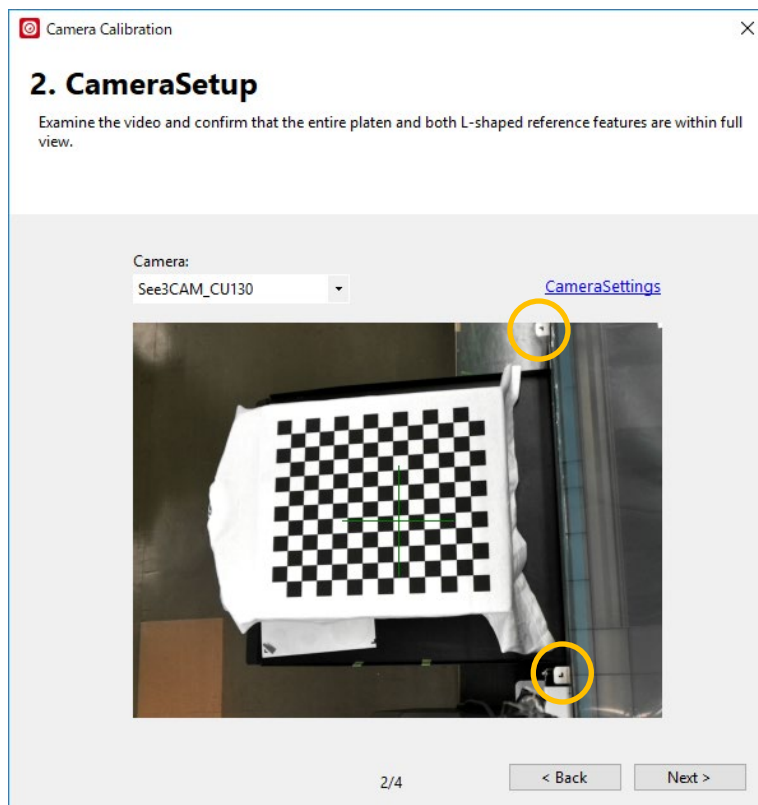 Camera Calibration
2. CameraSetup
Examine the video and confirm that the entire platen and both L-shaped reference features are within full
view.
Camera:
See3CAM_CU130
CameraSettings
2/4
< Back
Next >